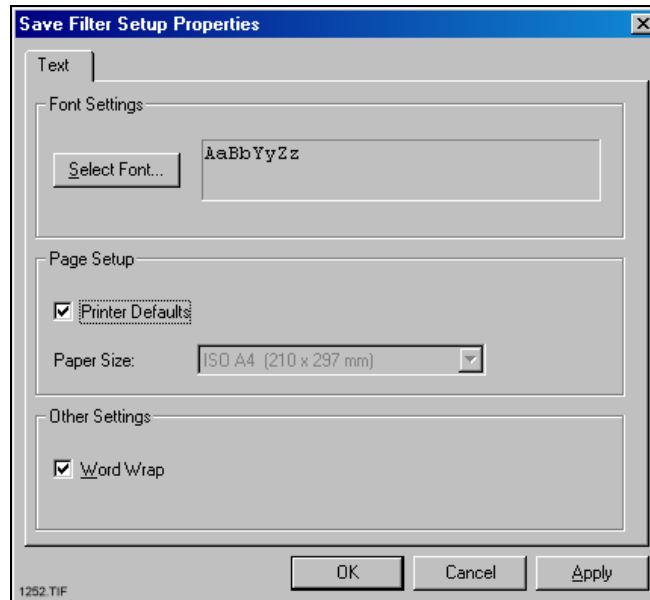 Save Filter Setup Properties
Text
Font Settings
Select Font...
AaBbYyZz
Page Setup
Printer Defaults
Paper Size:
ISO A4 (210 x 297 mm)
Other Settings
Word Wrap
OK
Cancel
Apply
1252.TIF